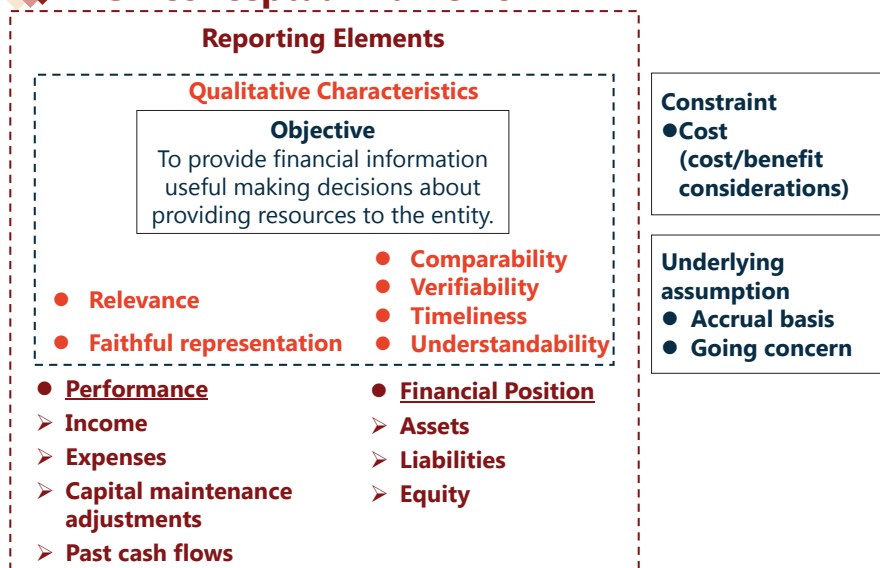 Reporting Elements
Qualitative Characteristics
Objective
To provide financial information
useful making decisions about
providing resources to the entity.
● Relevance
● Faithful representation
● Comparability
● Verifiability
● Timeliness
● Understandability
● Performance
➢ Income
➢ Expenses
➢ Capital maintenance
adjustments
➢ Past cash flows
● Financial Position
➢ Assets
➢ Liabilities
➢ Equity
Constraint
●Cost
(cost/benefit
considerations)
Underlying
assumption
● Accrual basis
● Going concern